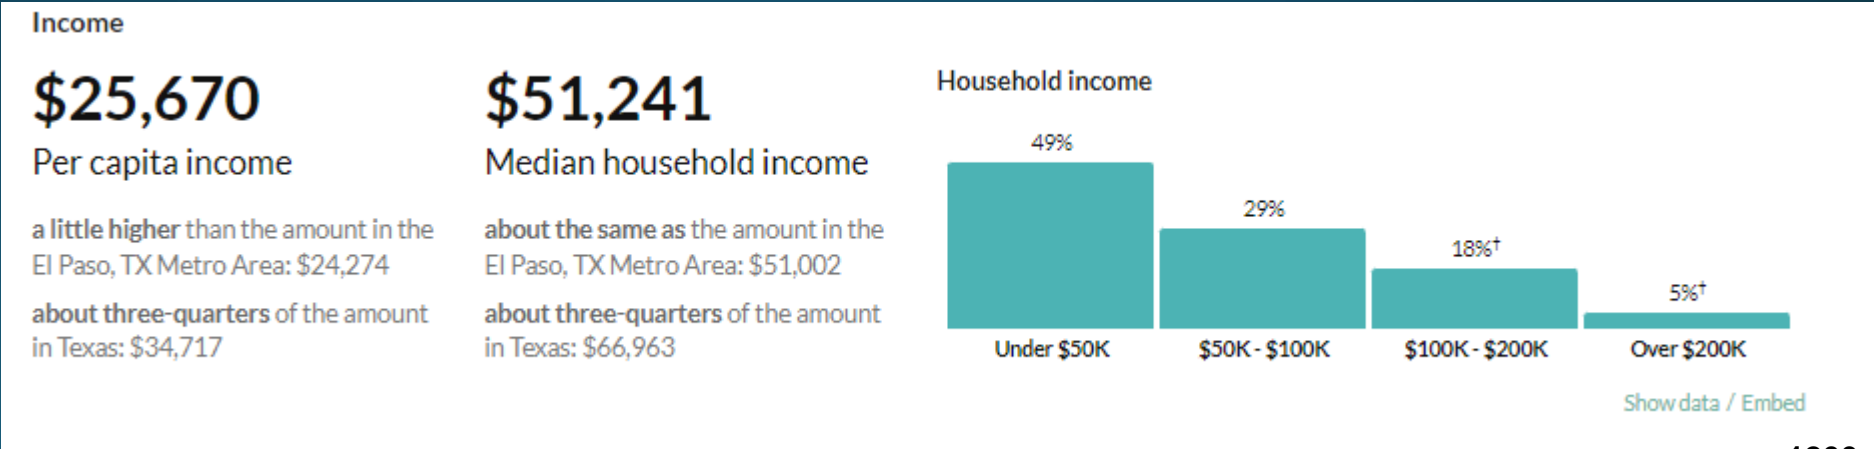 Income
$25,670
Per capita income
a little higher than the amount in the
El Paso, TX Metro Area: $24,274
about three-quarters of the amount
in Texas: $34,717
$51,241
Median household income
about the same as the amount in the
El Paso, TX Metro Area: $51,002
about three-quarters of the amount
in Texas: $66,963
Household income
49%
29%
18%†
5%†
Under $50K
$50K - $100K
$100K - $200K
Over $200K
Show data / Embed